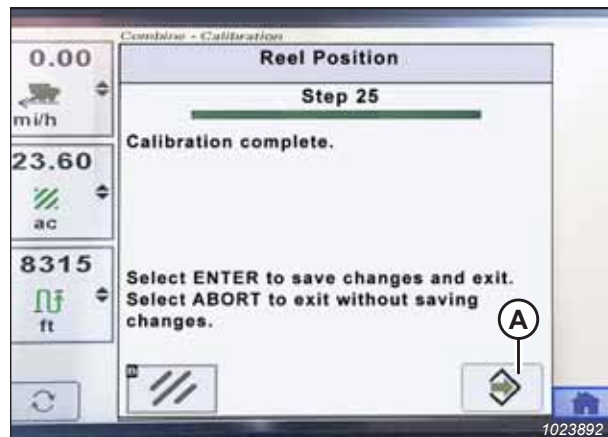 Combine - Calibration
0.00
mi/h
23.60
ac
8315
ft
Reel Position
Step 25
Calibration complete.
Select ENTER to save changes and exit.
Select ABORT to exit without saving
changes.
A
1023892